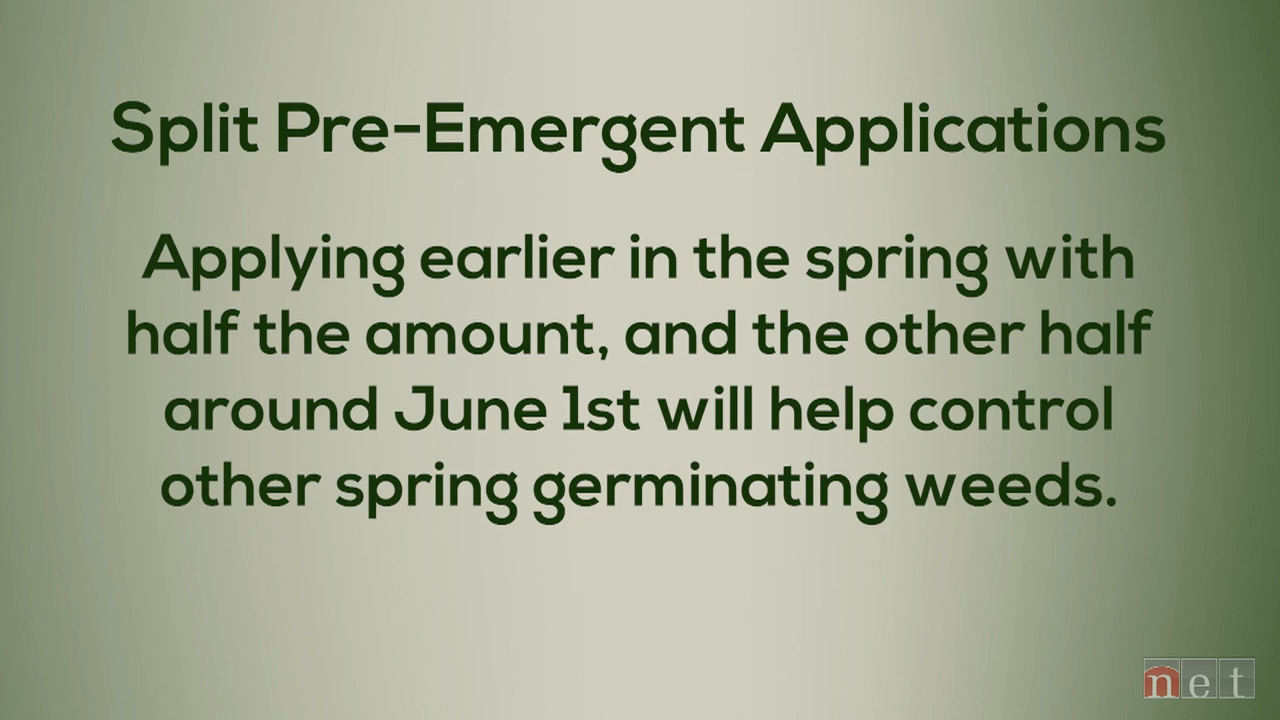 Split Pre-Emergent Applications
Applying earlier in the spring with
half the amount, and the other half
around June 1st will help control
other spring germinating weeds.
net